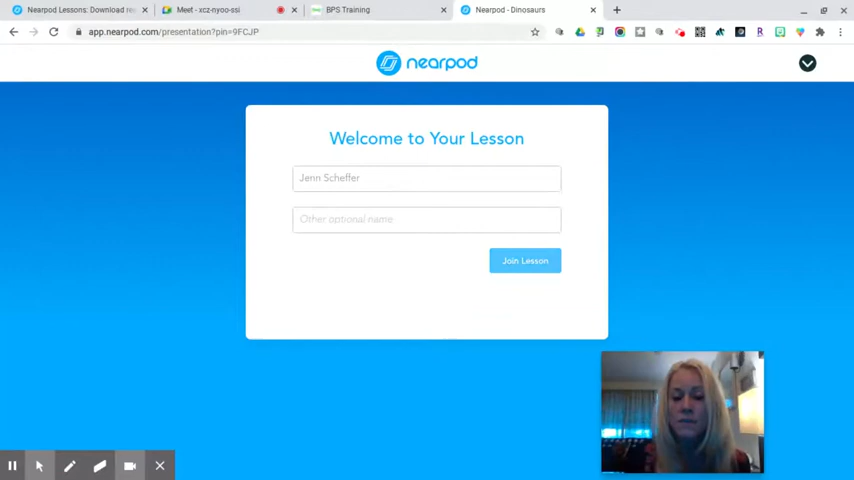 Nearpod Lessons: Download rea
Meet - xcz-nyoo-ssi
BPS Training
Nearpod - Dinosaurs
app.nearpod.com/presentation?pin=9FCJP
nearpod
Welcome to Your Lesson
Jenn Scheffer
Other optional name
Join Lesson